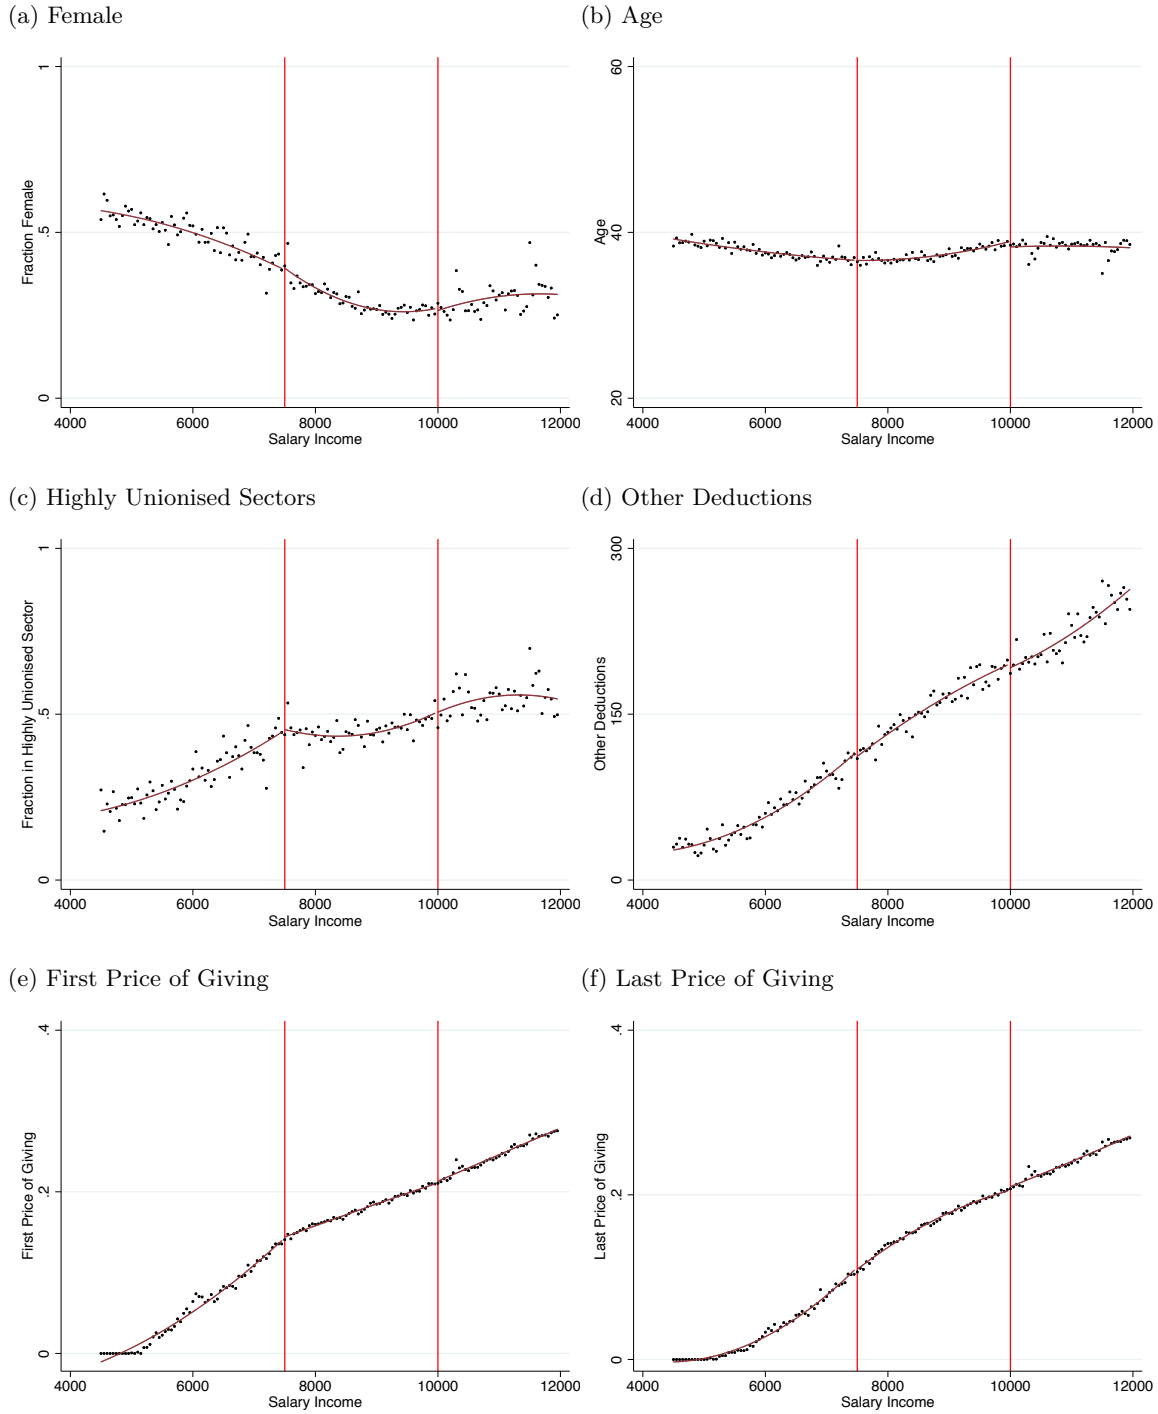 (a) Female
(b) Age
1
.5
0
Fraction Female
4000 6000 8000 10000 12000
Salary Income
60
40
20
Age
4000 6000 8000 10000 12000
Salary Income
(c) Highly Unionised Sectors
(d) Other Deductions
1
.5
0
Fraction in Highly Unionised Sector
4000 6000 8000 10000 12000
Salary Income
300
150
0
Other Deductions
4000 6000 8000 10000 12000
Salary Income
(e) First Price of Giving
(f) Last Price of Giving
.4
.2
0
First Price of Giving
4000 6000 8000 10000 12000
Salary Income
.4
.2
0
Last Price of Giving
4000 6000 8000 10000 12000
Salary Income